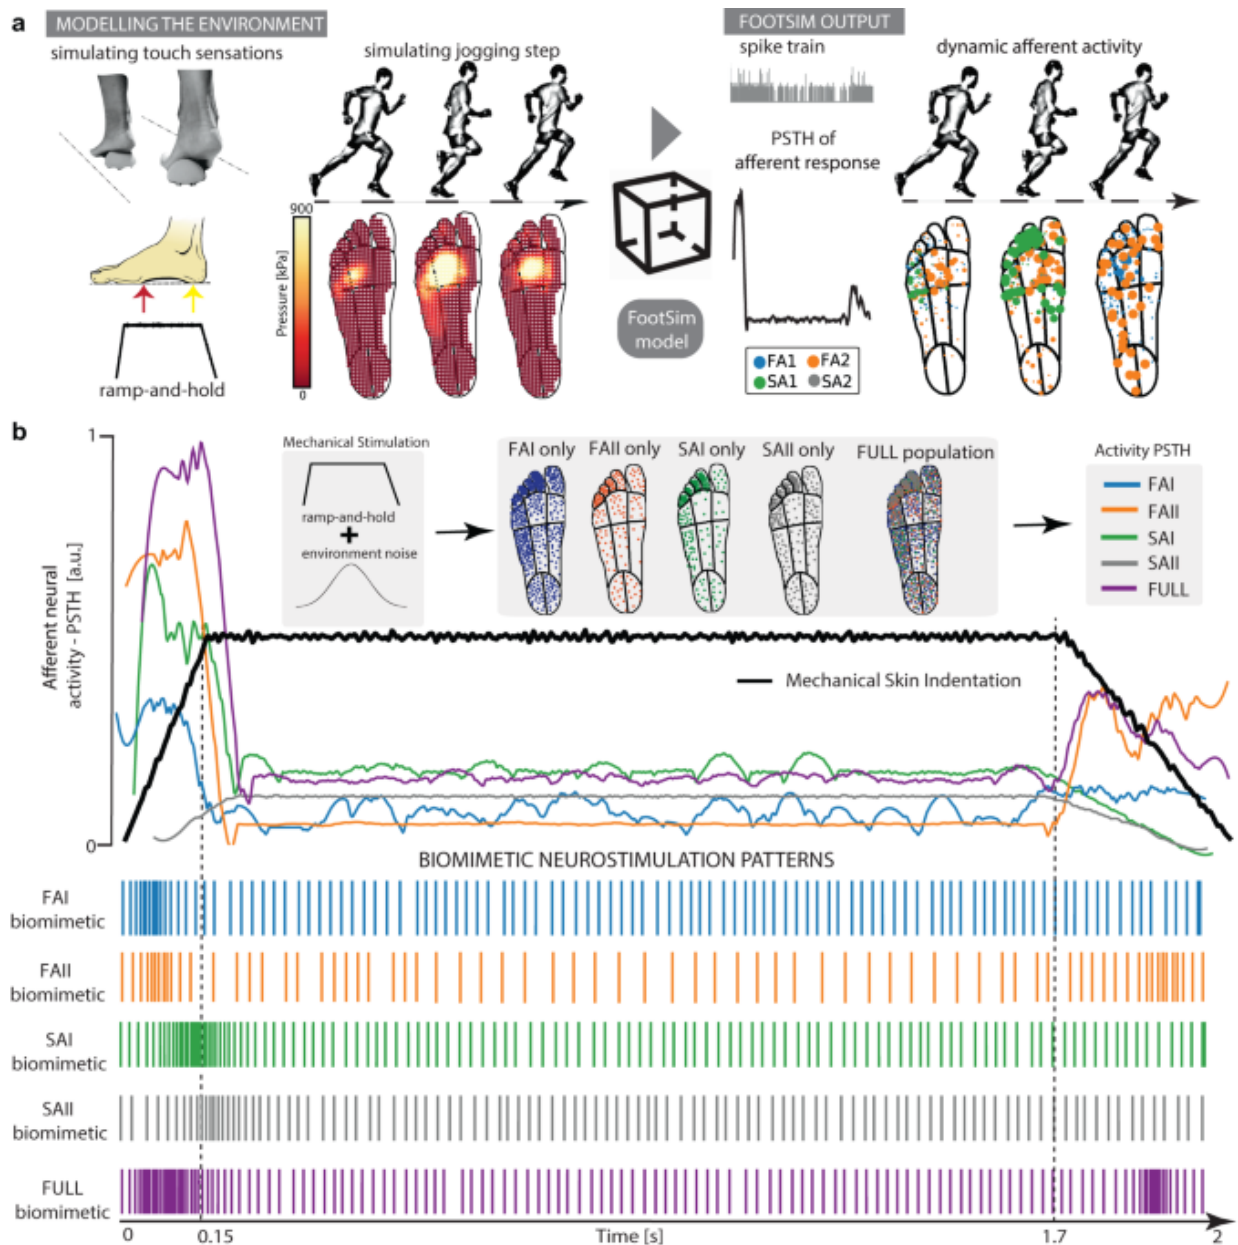 a
MODELLING THE ENVIRONMENT
simulating touch sensations
simulating jogging step
ramp-and-hold
900
Pressure [kPa]
0
FootSim
model
FOOTSIM OUTPUT
spike train
PSTH of
afferent response
FA1 FA2
SA1 SA2
dynamic afferent activity
b
1
Afferent neural
activity - PSTH [a.u.]
0
Mechanical Stimulation
ramp-and-hold
+
environment noise
FAI only FAII only SAI only SAII only FULL population
Activity PSTH
FAI
FAII
SAI
SAII
FULL
Mechanical Skin Indentation
BIOMIMETIC NEUROSTIMULATION PATTERNS
FAI
biomimetic
FAII
biomimetic
SAI
biomimetic
SAII
biomimetic
FULL
biomimetic
0 0.15 Time [s] 1.7 2